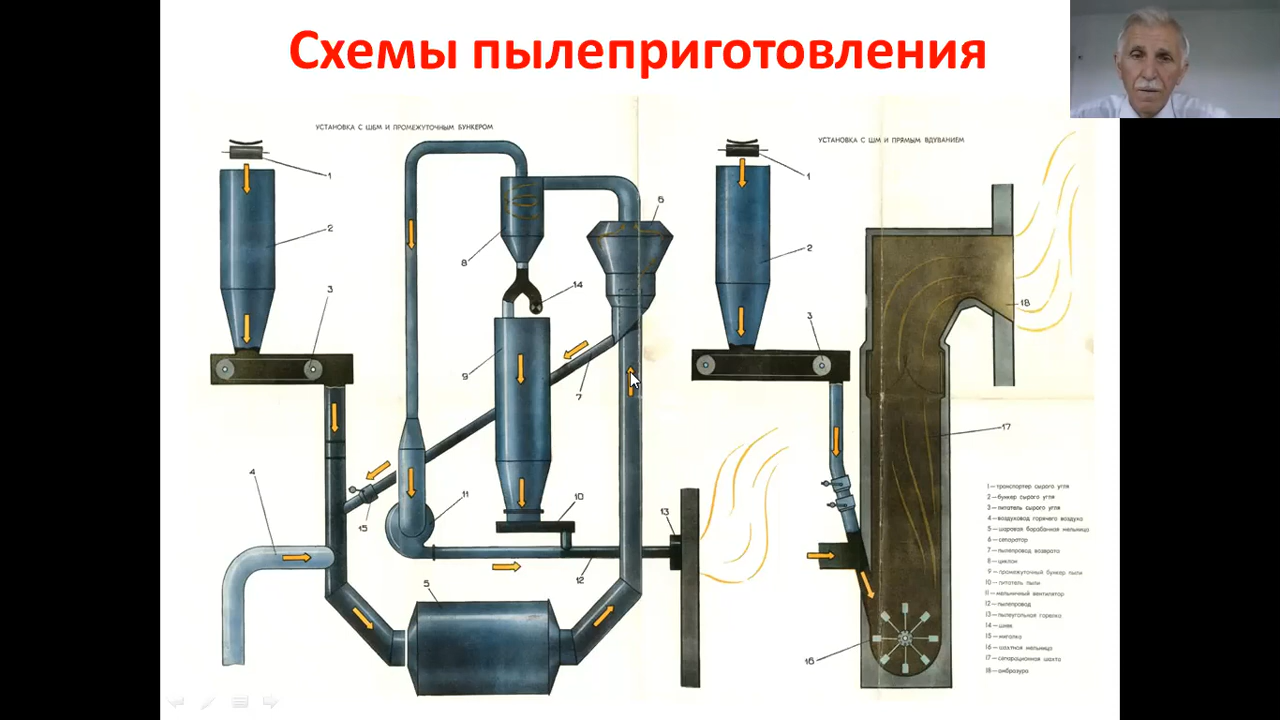 Схемы пылеприготовления
УСТАНОВКА С ШБМ И ПРОМЕЖУТОЧНЫМ БУНКЕРОМ
УСТАНОВКА С ШМ И ПРЯМЫМ ВДУВАНИЕМ
1
2
3
4
5
6
7
8
9
10
11
12
13
14
15
1
2
3
16
17
18
1—транспортер сырого угля
2—бункер сырого угля
3—питатель сырого угля
4—воздуховод горячего воздуха
5—шаровая барабанная мельница
6—сепаратор
7—пылепровод возврата
8—циклон
9—промежуточный бункер пыли
10—питатель пыли
11—мельничный вентилятор
12—пылепровод
13—пылеугольная горелка
14—шнек
15—мигалка
16—шахтная мельница
17—сепарационная шахта
18—амбразура